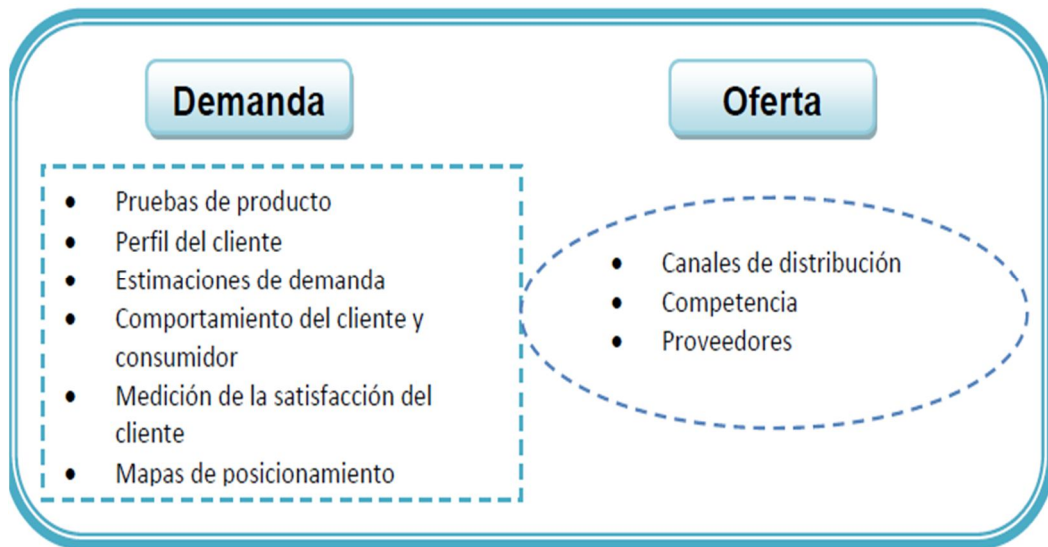 Demanda
• Pruebas de producto
• Perfil del cliente
• Estimaciones de demanda
• Comportamiento del cliente y
consumidor
• Medición de la satisfacción del
cliente
• Mapas de posicionamiento
Oferta
• Canales de distribución
• Competencia
• Proveedores